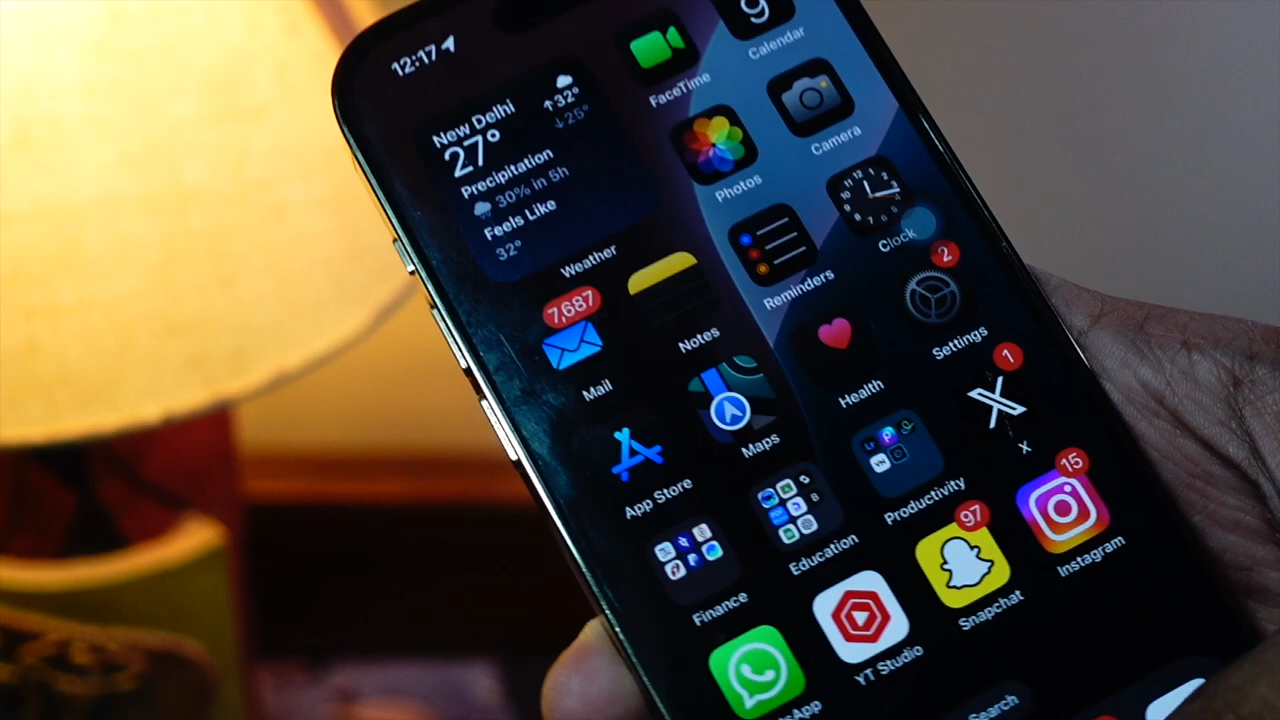 12:17
9
Calendar
FaceTime
New Delhi
27°
↑32°
↓25°
Precipitation
30% in 5h
Feels Like
32°
Weather
Photos
Camera
Reminders
Clock
7,687
Mail
Notes
Health
2
Settings
App Store
Maps
Productivity
1
X
Finance
Education
97
Snapchat
15
Instagram
YT Studio
Search